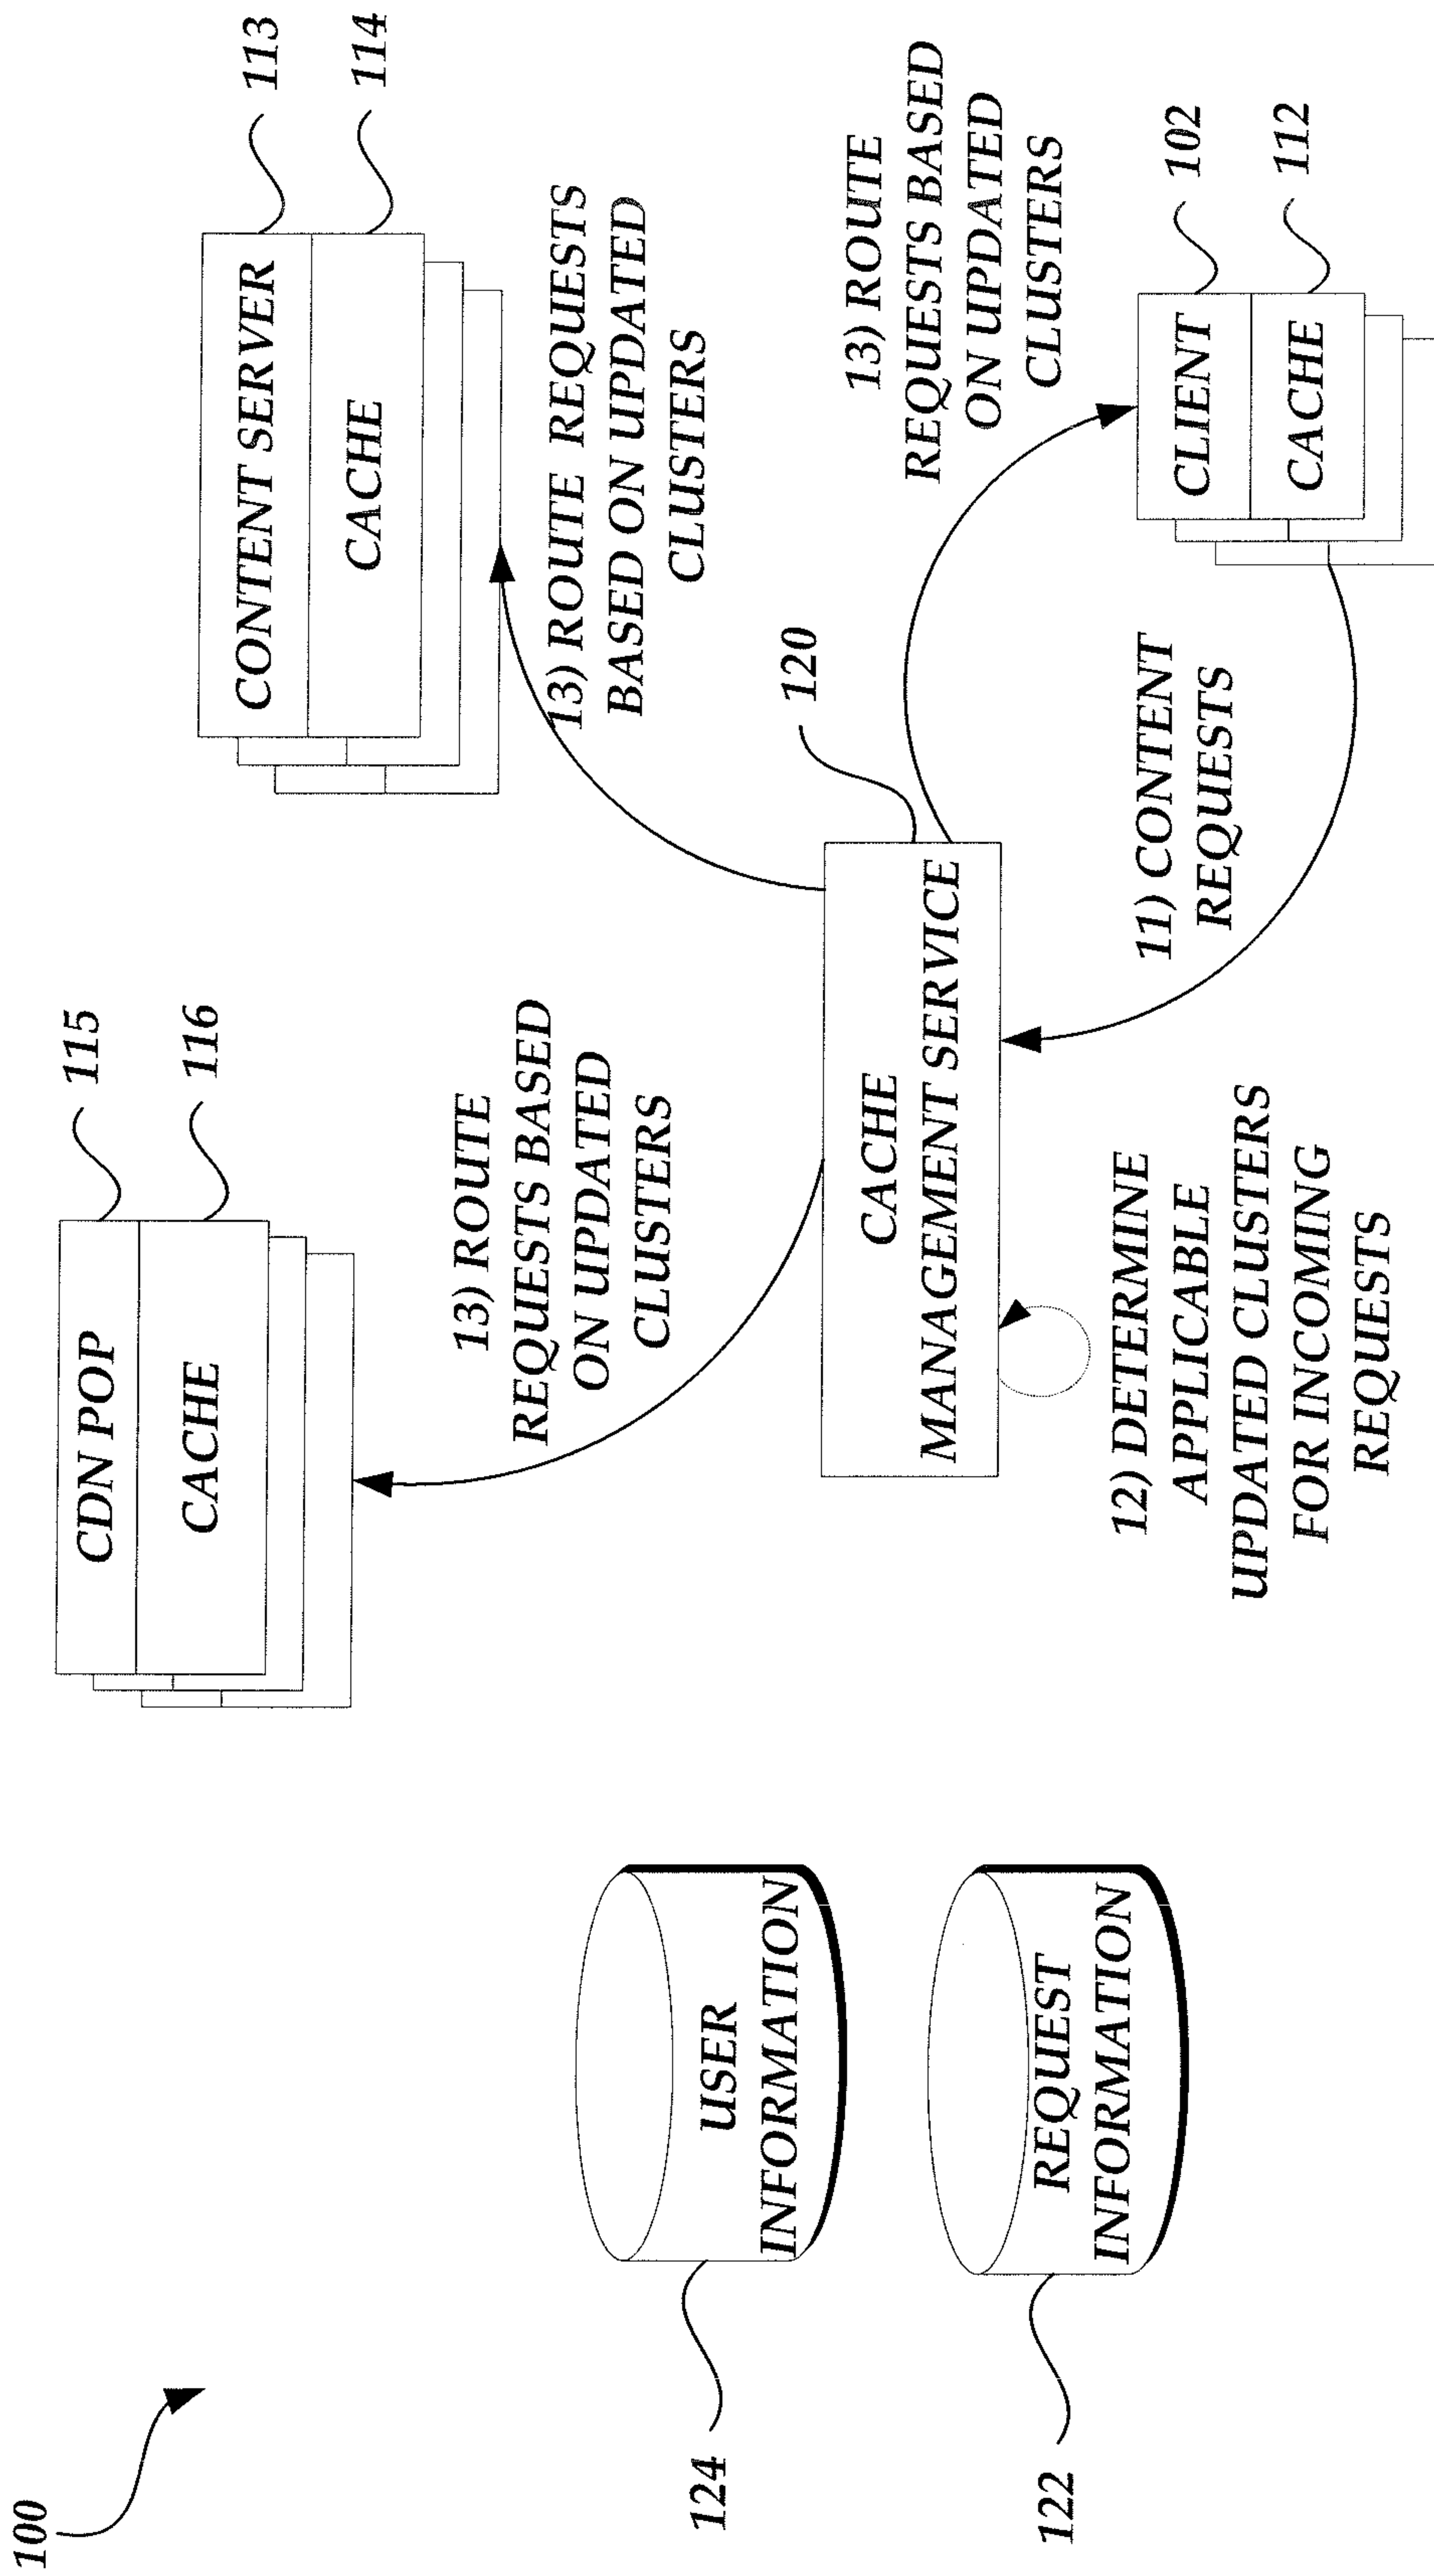 100
CDN POP
CACHE
115
116
CONTENT SERVER
CACHE
113
114
13) ROUTE
REQUESTS BASED
ON UPDATED
CLUSTERS
13) ROUTE REQUESTS
BASED ON UPDATED
CLUSTERS
USER
INFORMATION
124
CACHE
MANAGEMENT SERVICE
120
13) ROUTE
REQUESTS BASED
ON UPDATED
CLUSTERS
REQUEST
INFORMATION
122
12) DETERMINE
APPLICABLE
UPDATED CLUSTERS
FOR INCOMING
REQUESTS
11) CONTENT
REQUESTS
CLIENT
CACHE
102
112